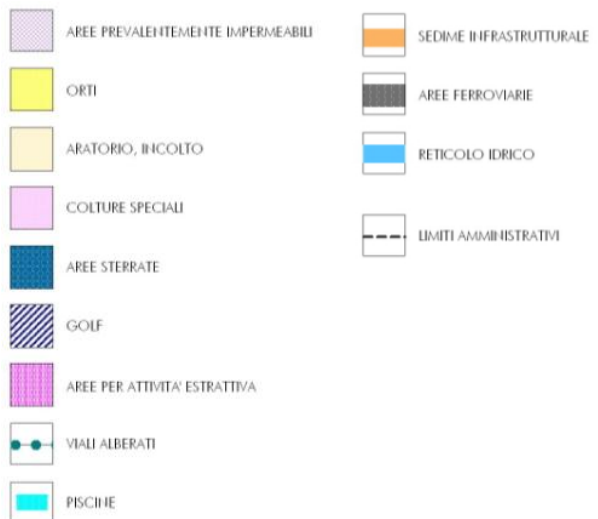 AREE PREVALENTEMENTE IMPERMEABILI
ORTI
ARATORIO, INCOLTO
COLTURE SPECIALI
AREE STERRATE
GOLF
AREE PER ATTIVITA' ESTRATTIVA
VIALI ALBERATI
PISCINE
SEDIME INFRASTRUTTURALE
AREE FERROVIARIE
RETICOLO IDRICO
LIMITI AMMINISTRATIVI